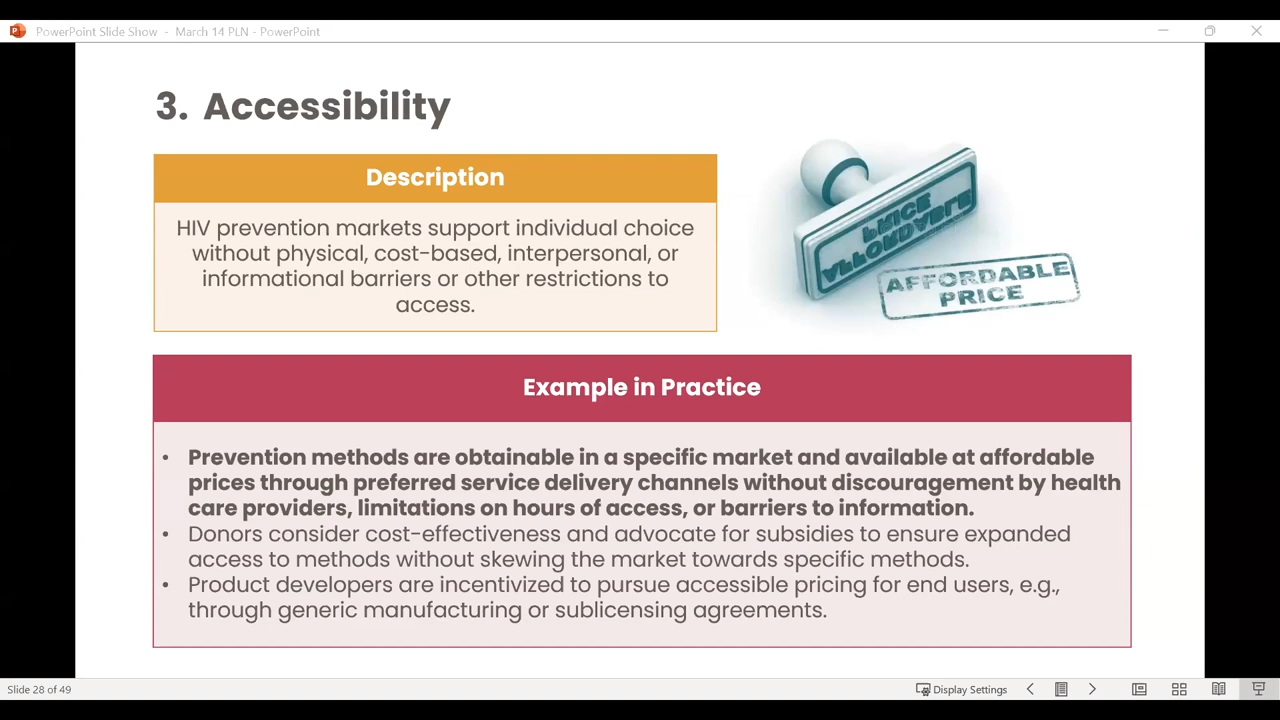 PowerPoint Slide Show - March 14 PLN - PowerPoint
3. Accessibility
Description
HIV prevention markets support individual choice
without physical, cost-based, interpersonal, or
informational barriers or other restrictions to
access.
AFFORDABLE
PRICE
AFFORDABLE
PRICE
Example in Practice
• Prevention methods are obtainable in a specific market and available at affordable
prices through preferred service delivery channels without discouragement by health
care providers, limitations on hours of access, or barriers to information.
• Donors consider cost-effectiveness and advocate for subsidies to ensure expanded
access to methods without skewing the market towards specific methods.
• Product developers are incentivized to pursue accessible pricing for end users, e.g.,
through generic manufacturing or sublicensing agreements.
Slide 28 of 49
Display Settings